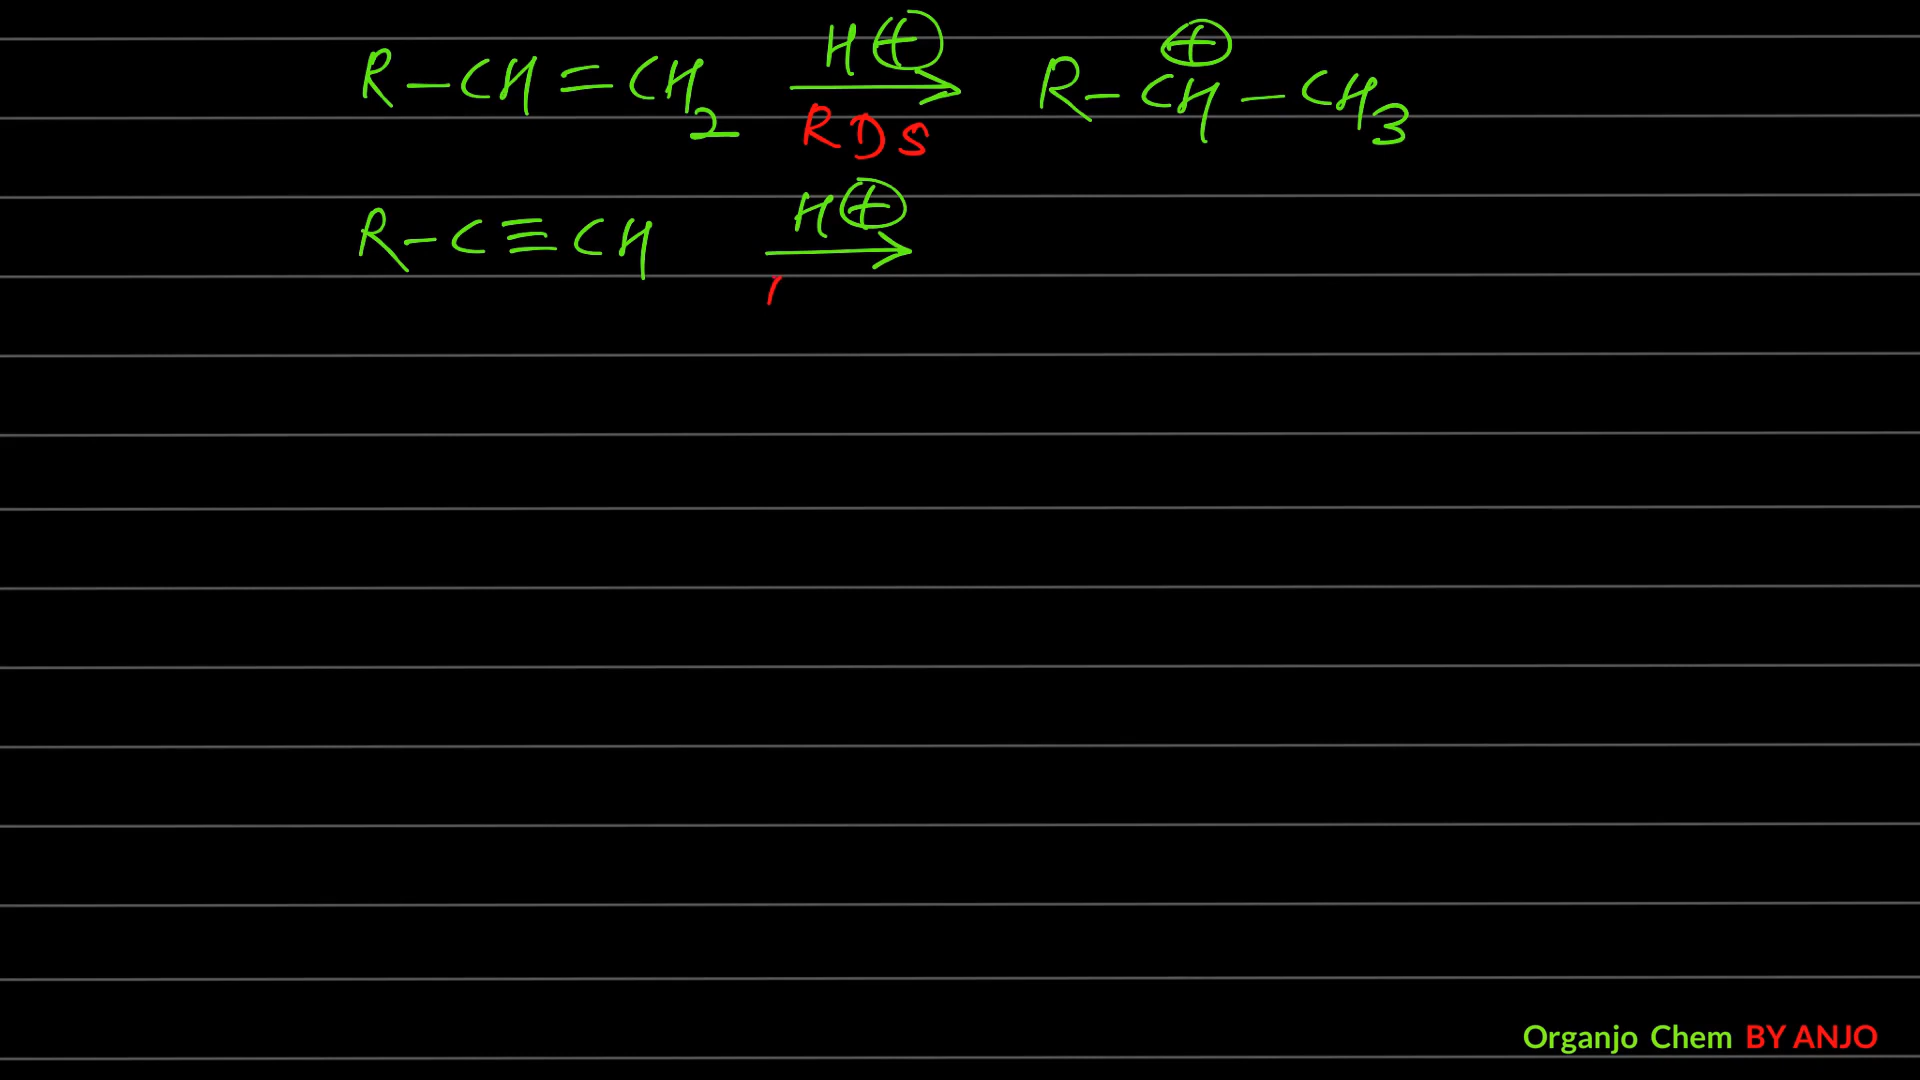 R-CH=CH₂ H⊕ → RDS R-CH⊕-CH₃
R-C≡CH H⊕ →
Organjo Chem BY ANJO